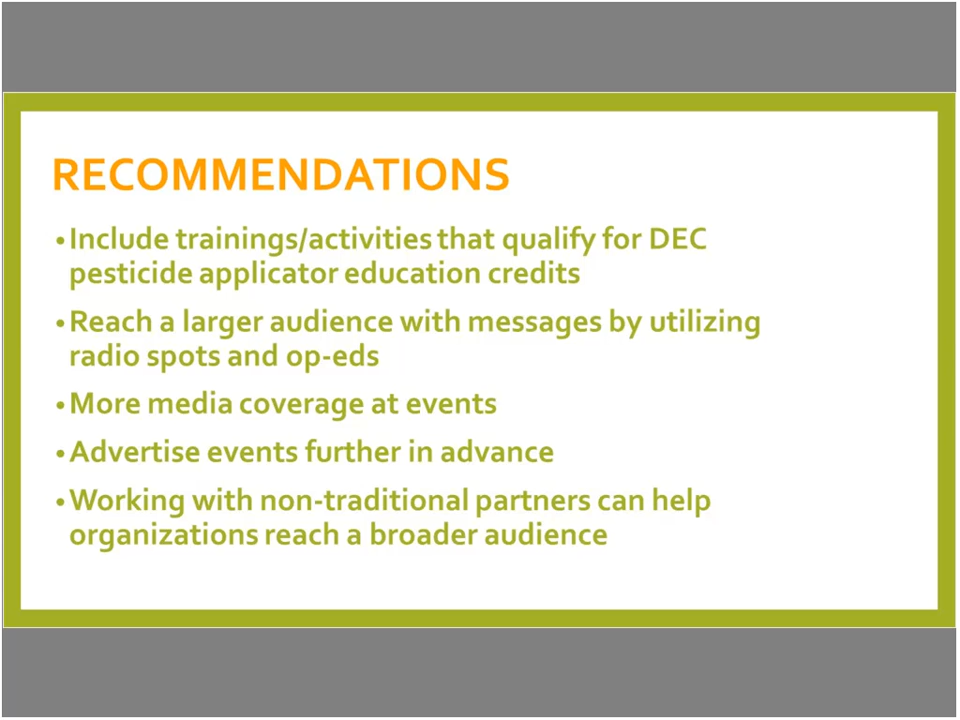 RECOMMENDATIONS
•Include trainings/activities that qualify for DEC
pesticide applicator education credits
•Reach a larger audience with messages by utilizing
radio spots and op-eds
•More media coverage at events
•Advertise events further in advance
•Working with non-traditional partners can help
organizations reach a broader audience